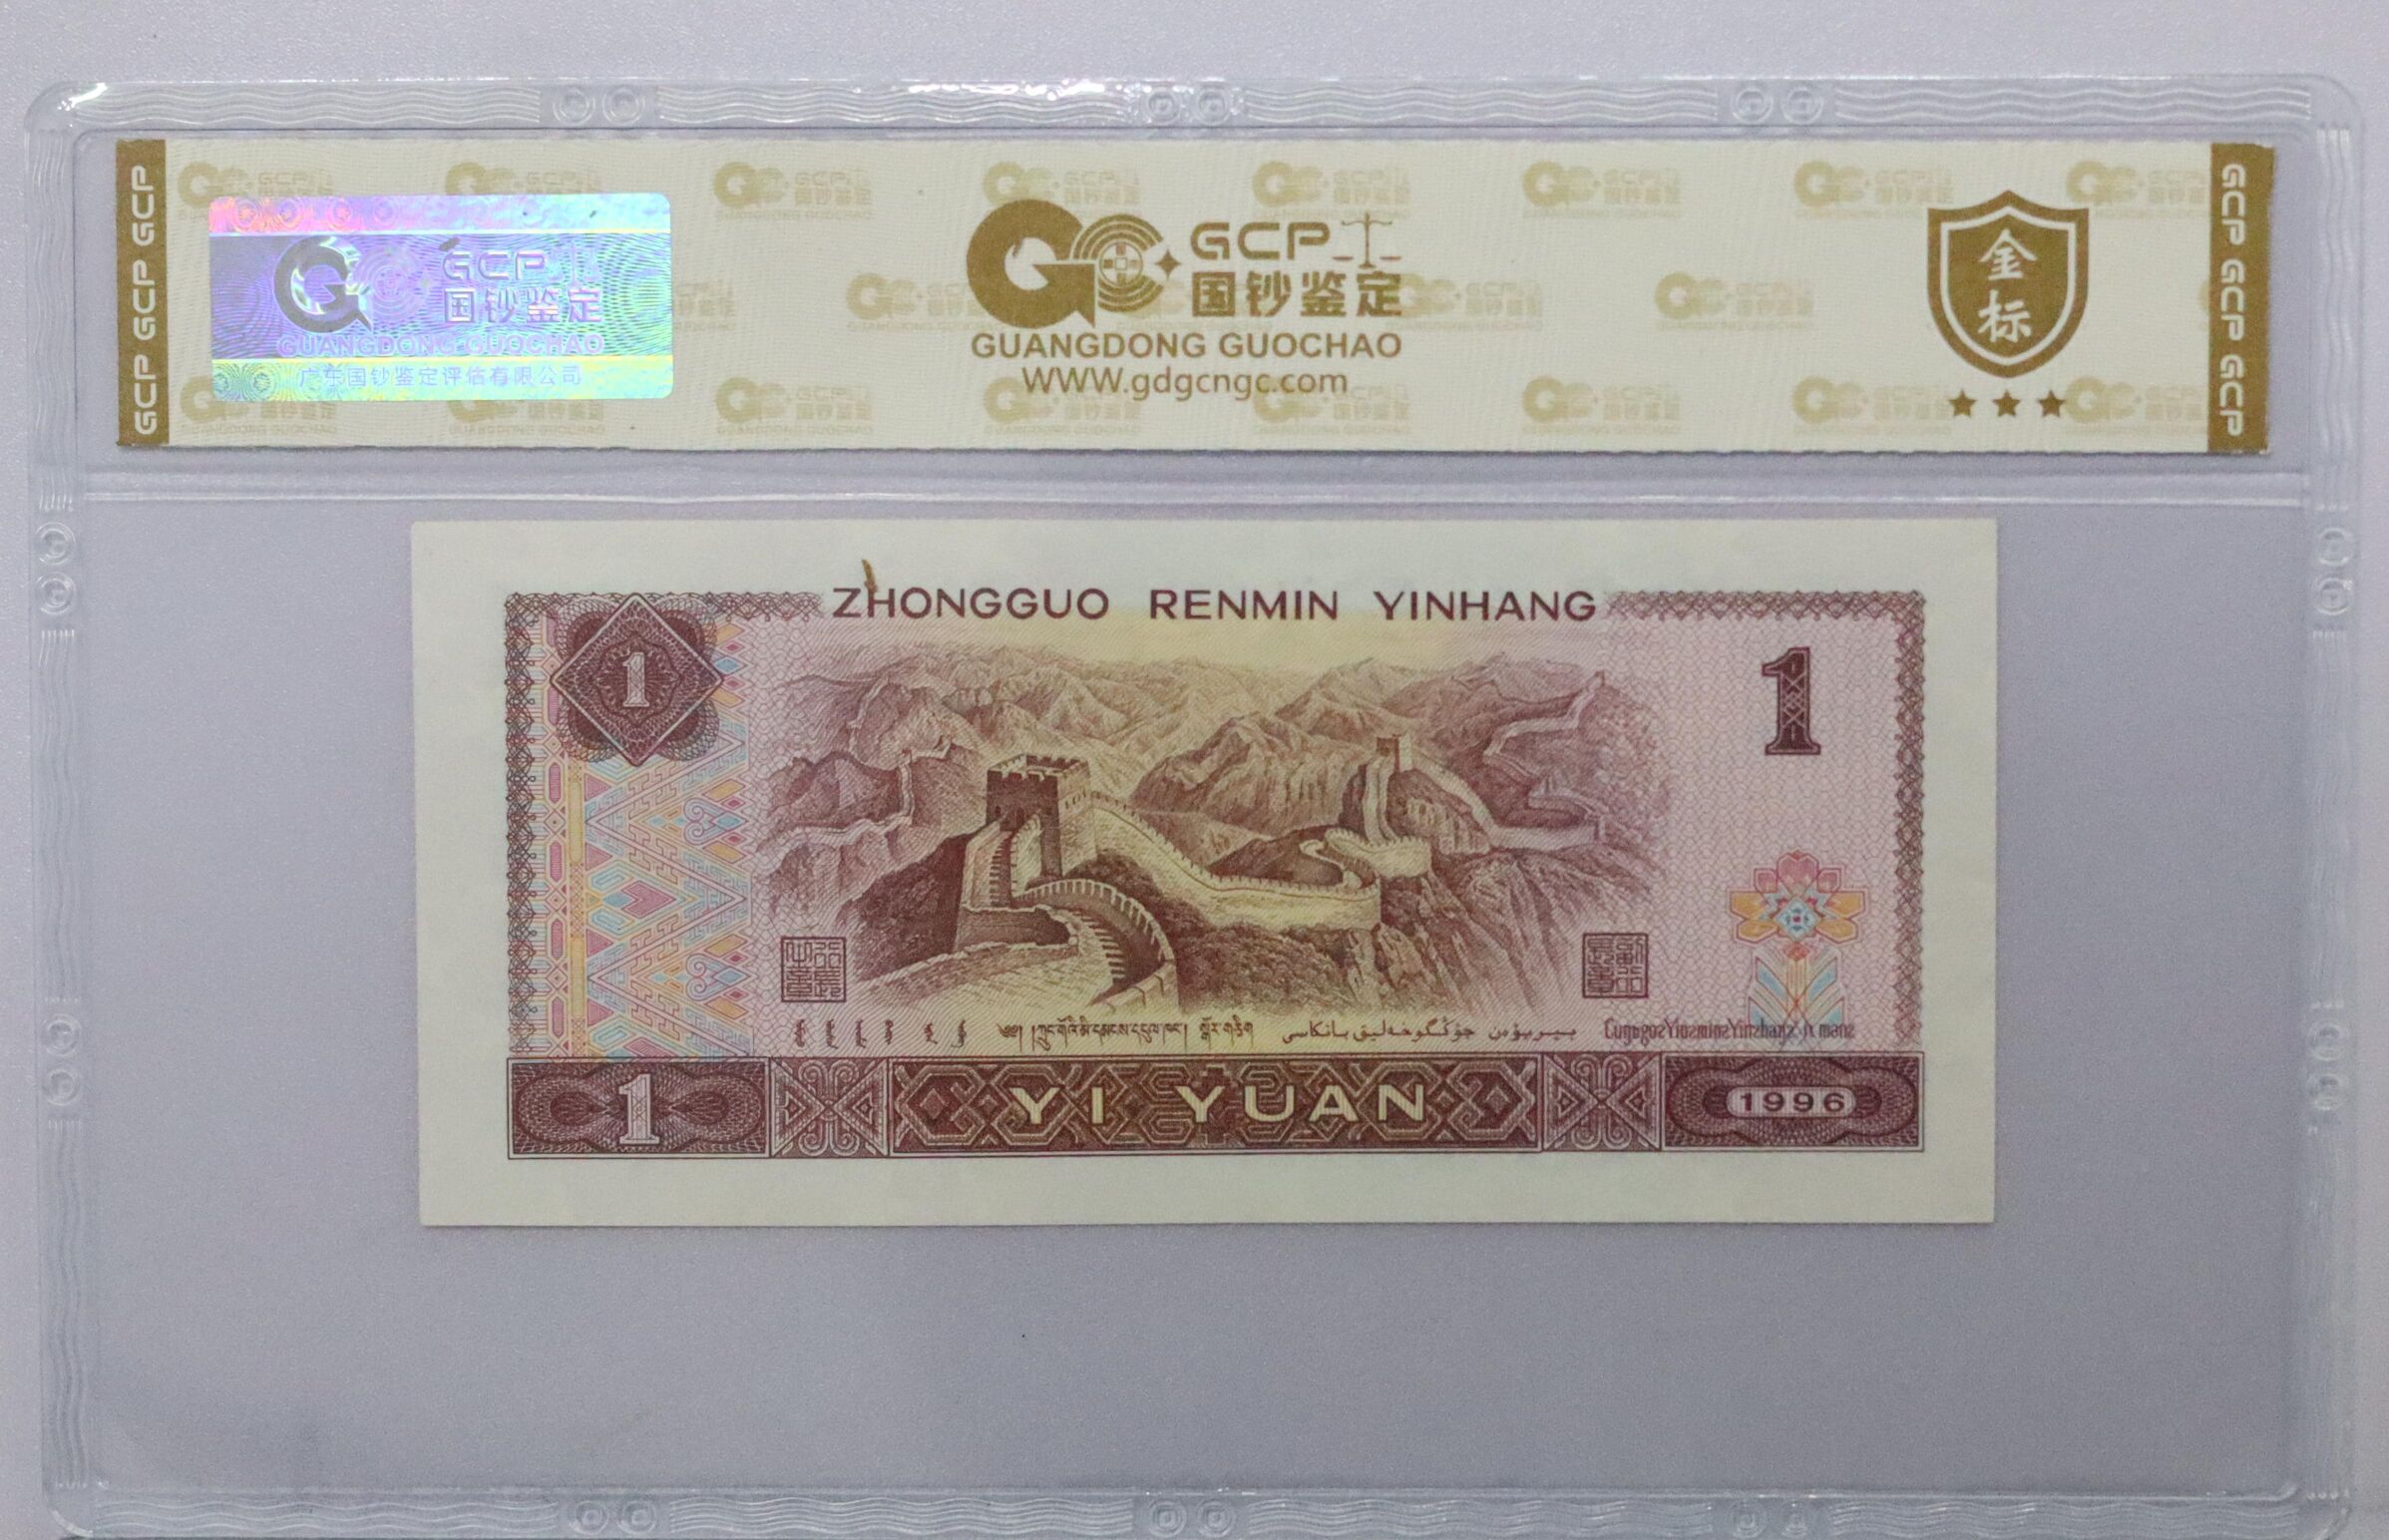 GCP GCP GCP
GCP
国钞鉴定
GUANGDONG GUOCHAO
广东国钞鉴定评估有限公司
GCP
国钞鉴定
GUANGDONG GUOCHAO
WWW.gdgcngc.com
金
标
GCP GCP GCP
ZHONGGUO RENMIN YINHANG
1
1
1 YI YUAN 1996